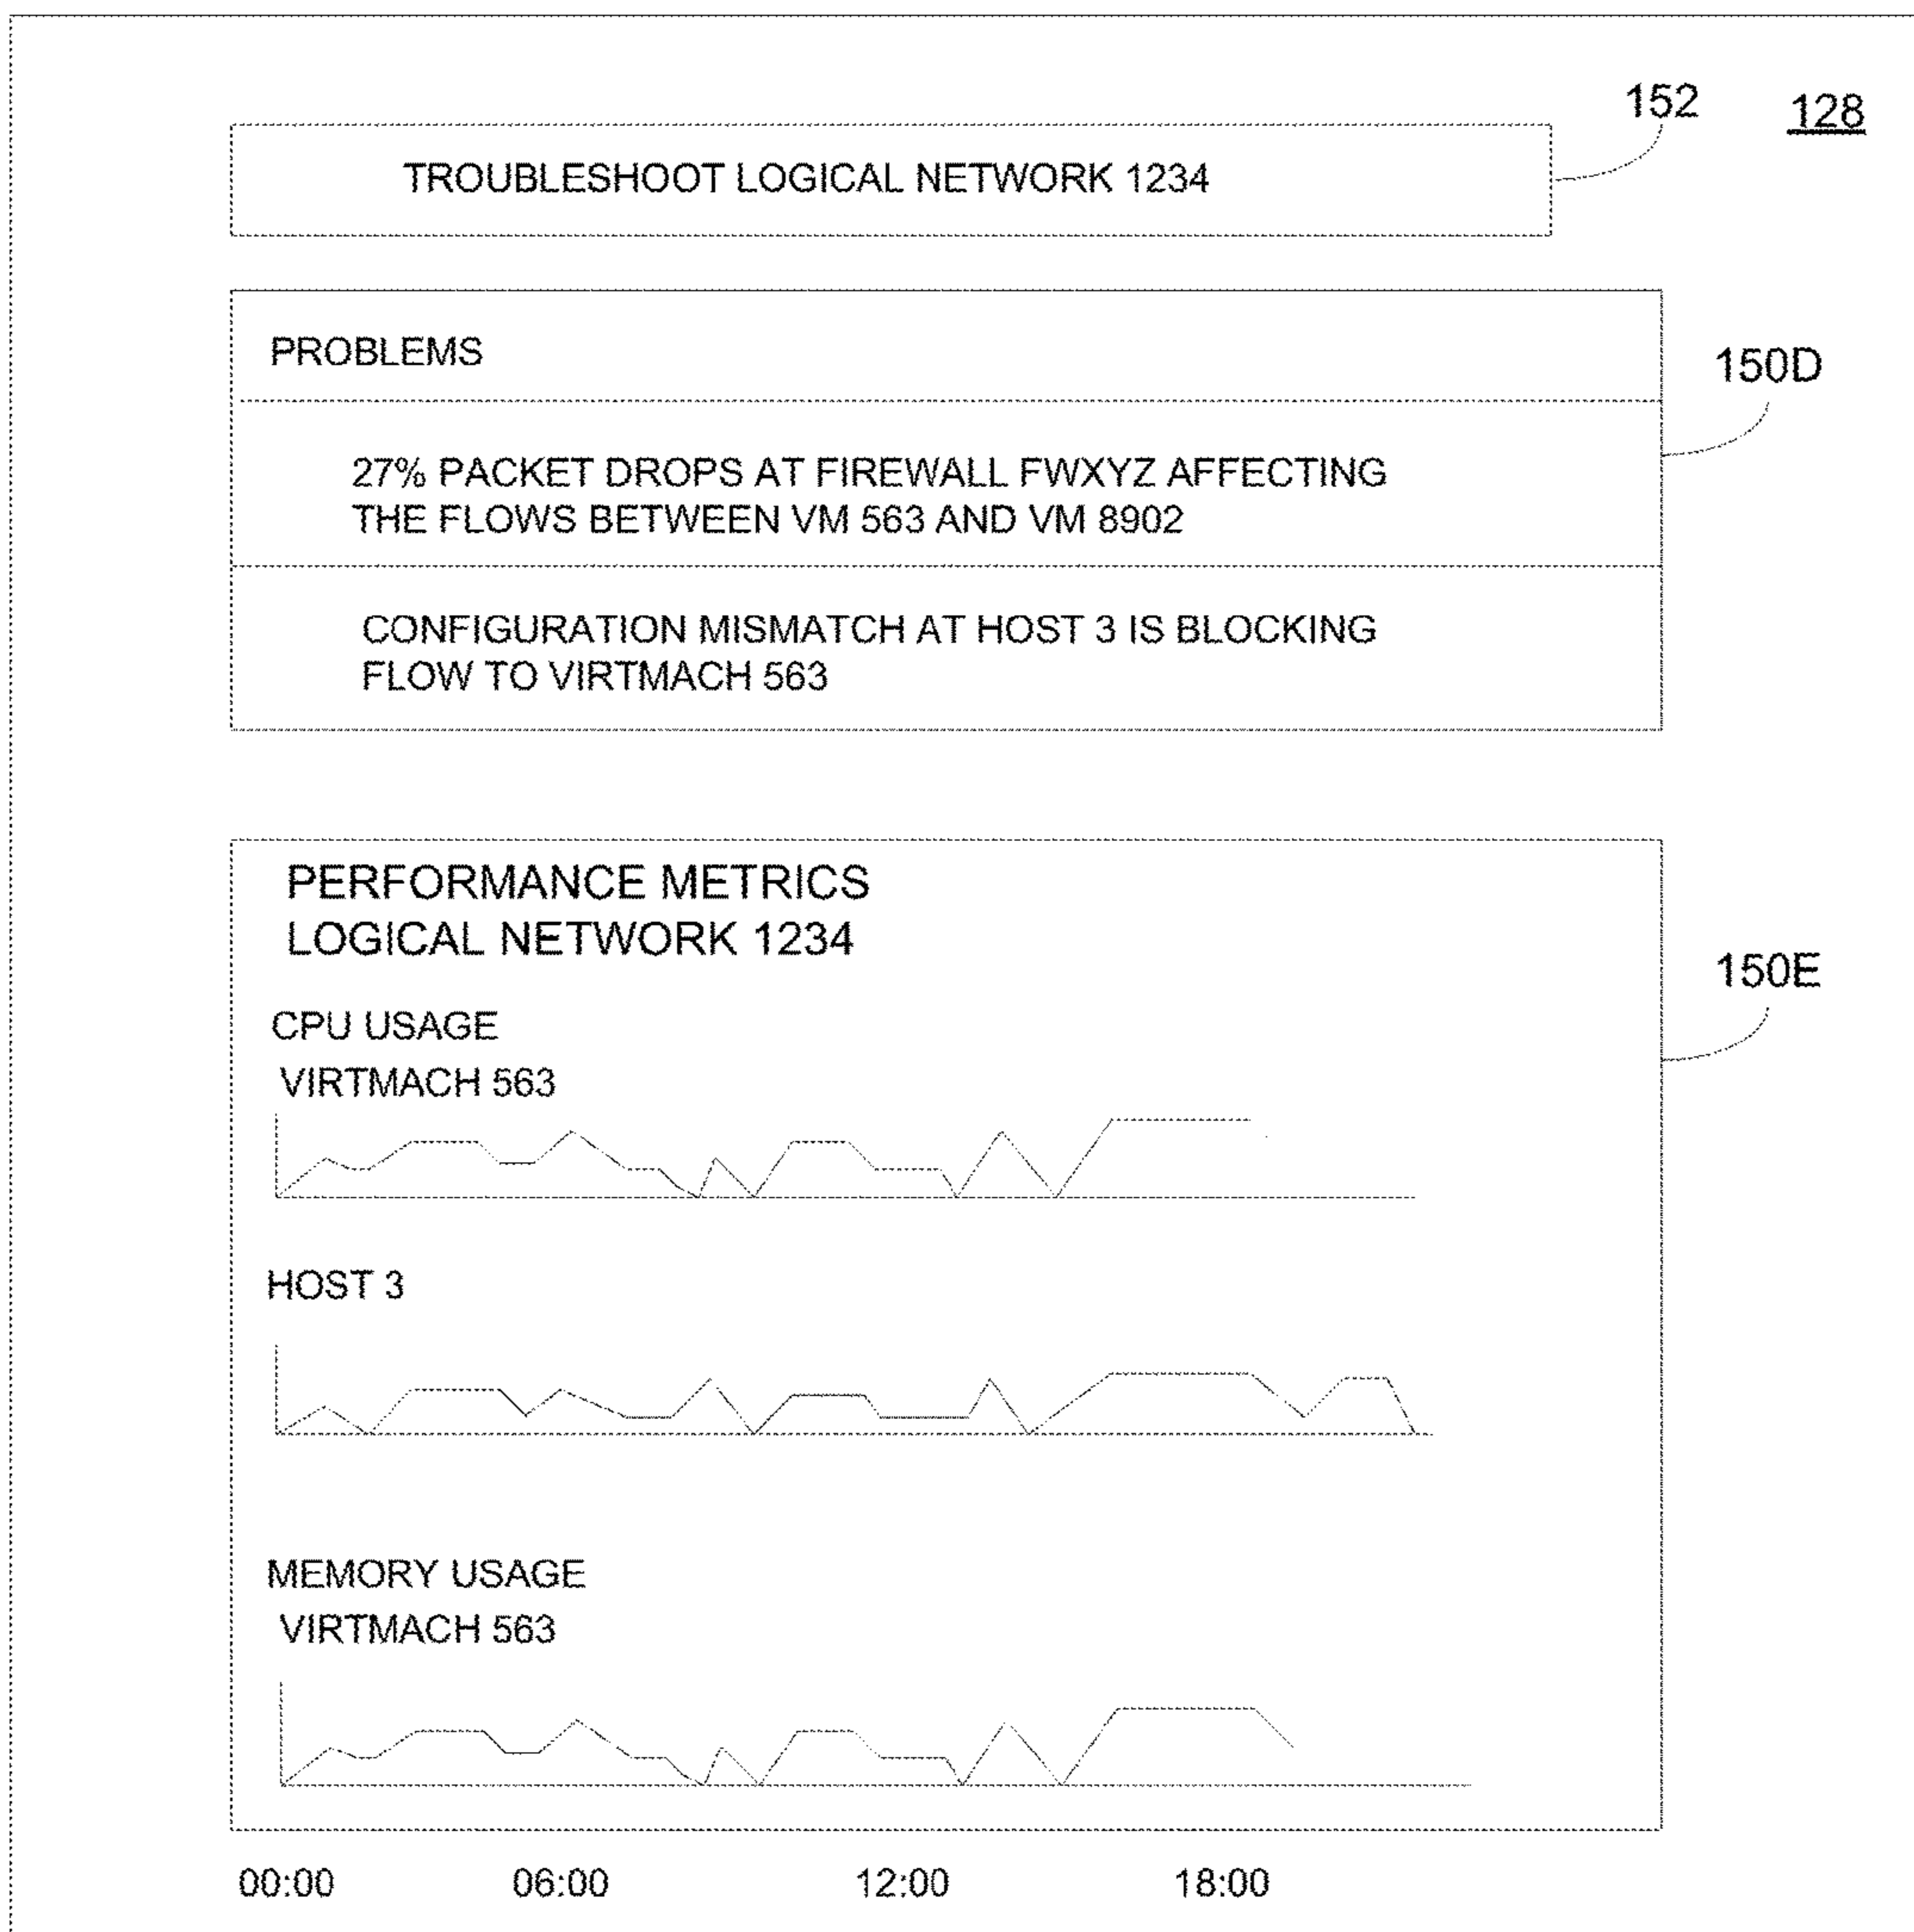 152
128
TROUBLESHOOT LOGICAL NETWORK 1234
PROBLEMS
150D
27% PACKET DROPS AT FIREWALL FWXYZ AFFECTING
THE FLOWS BETWEEN VM 563 AND VM 8902
CONFIGURATION MISMATCH AT HOST 3 IS BLOCKING
FLOW TO VIRTMACH 563
PERFORMANCE METRICS
LOGICAL NETWORK 1234
150E
CPU USAGE
VIRTMACH 563
HOST 3
MEMORY USAGE
VIRTMACH 563
00:00 06:00 12:00 18:00